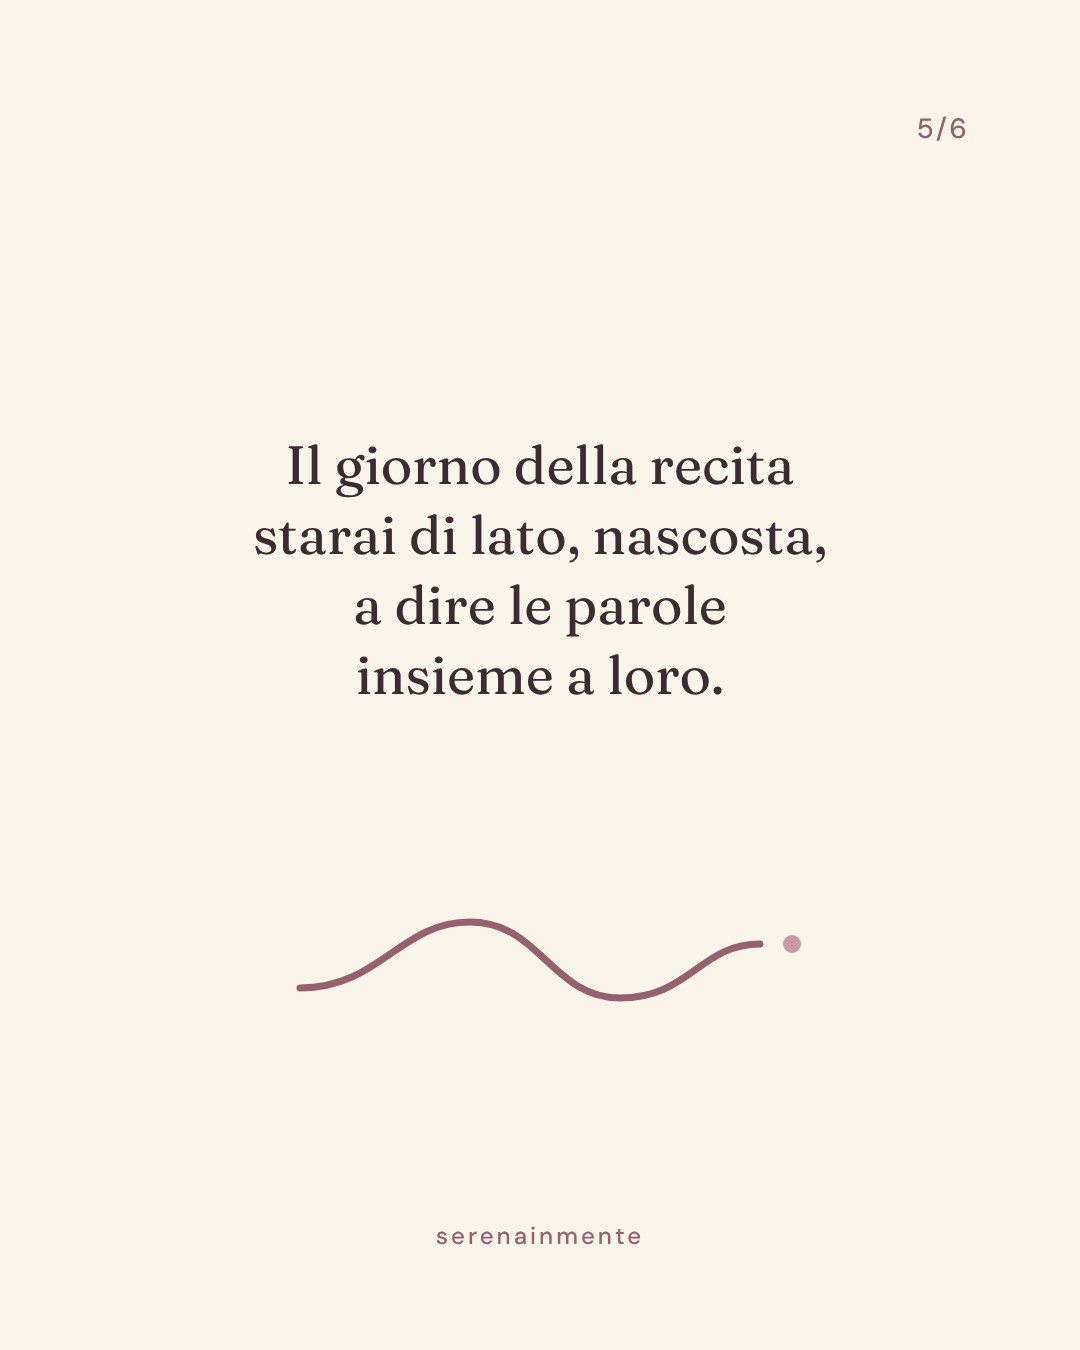 5/6
Il giorno della recita
starai di lato, nascosta,
a dire le parole
insieme a loro.
serenainmente